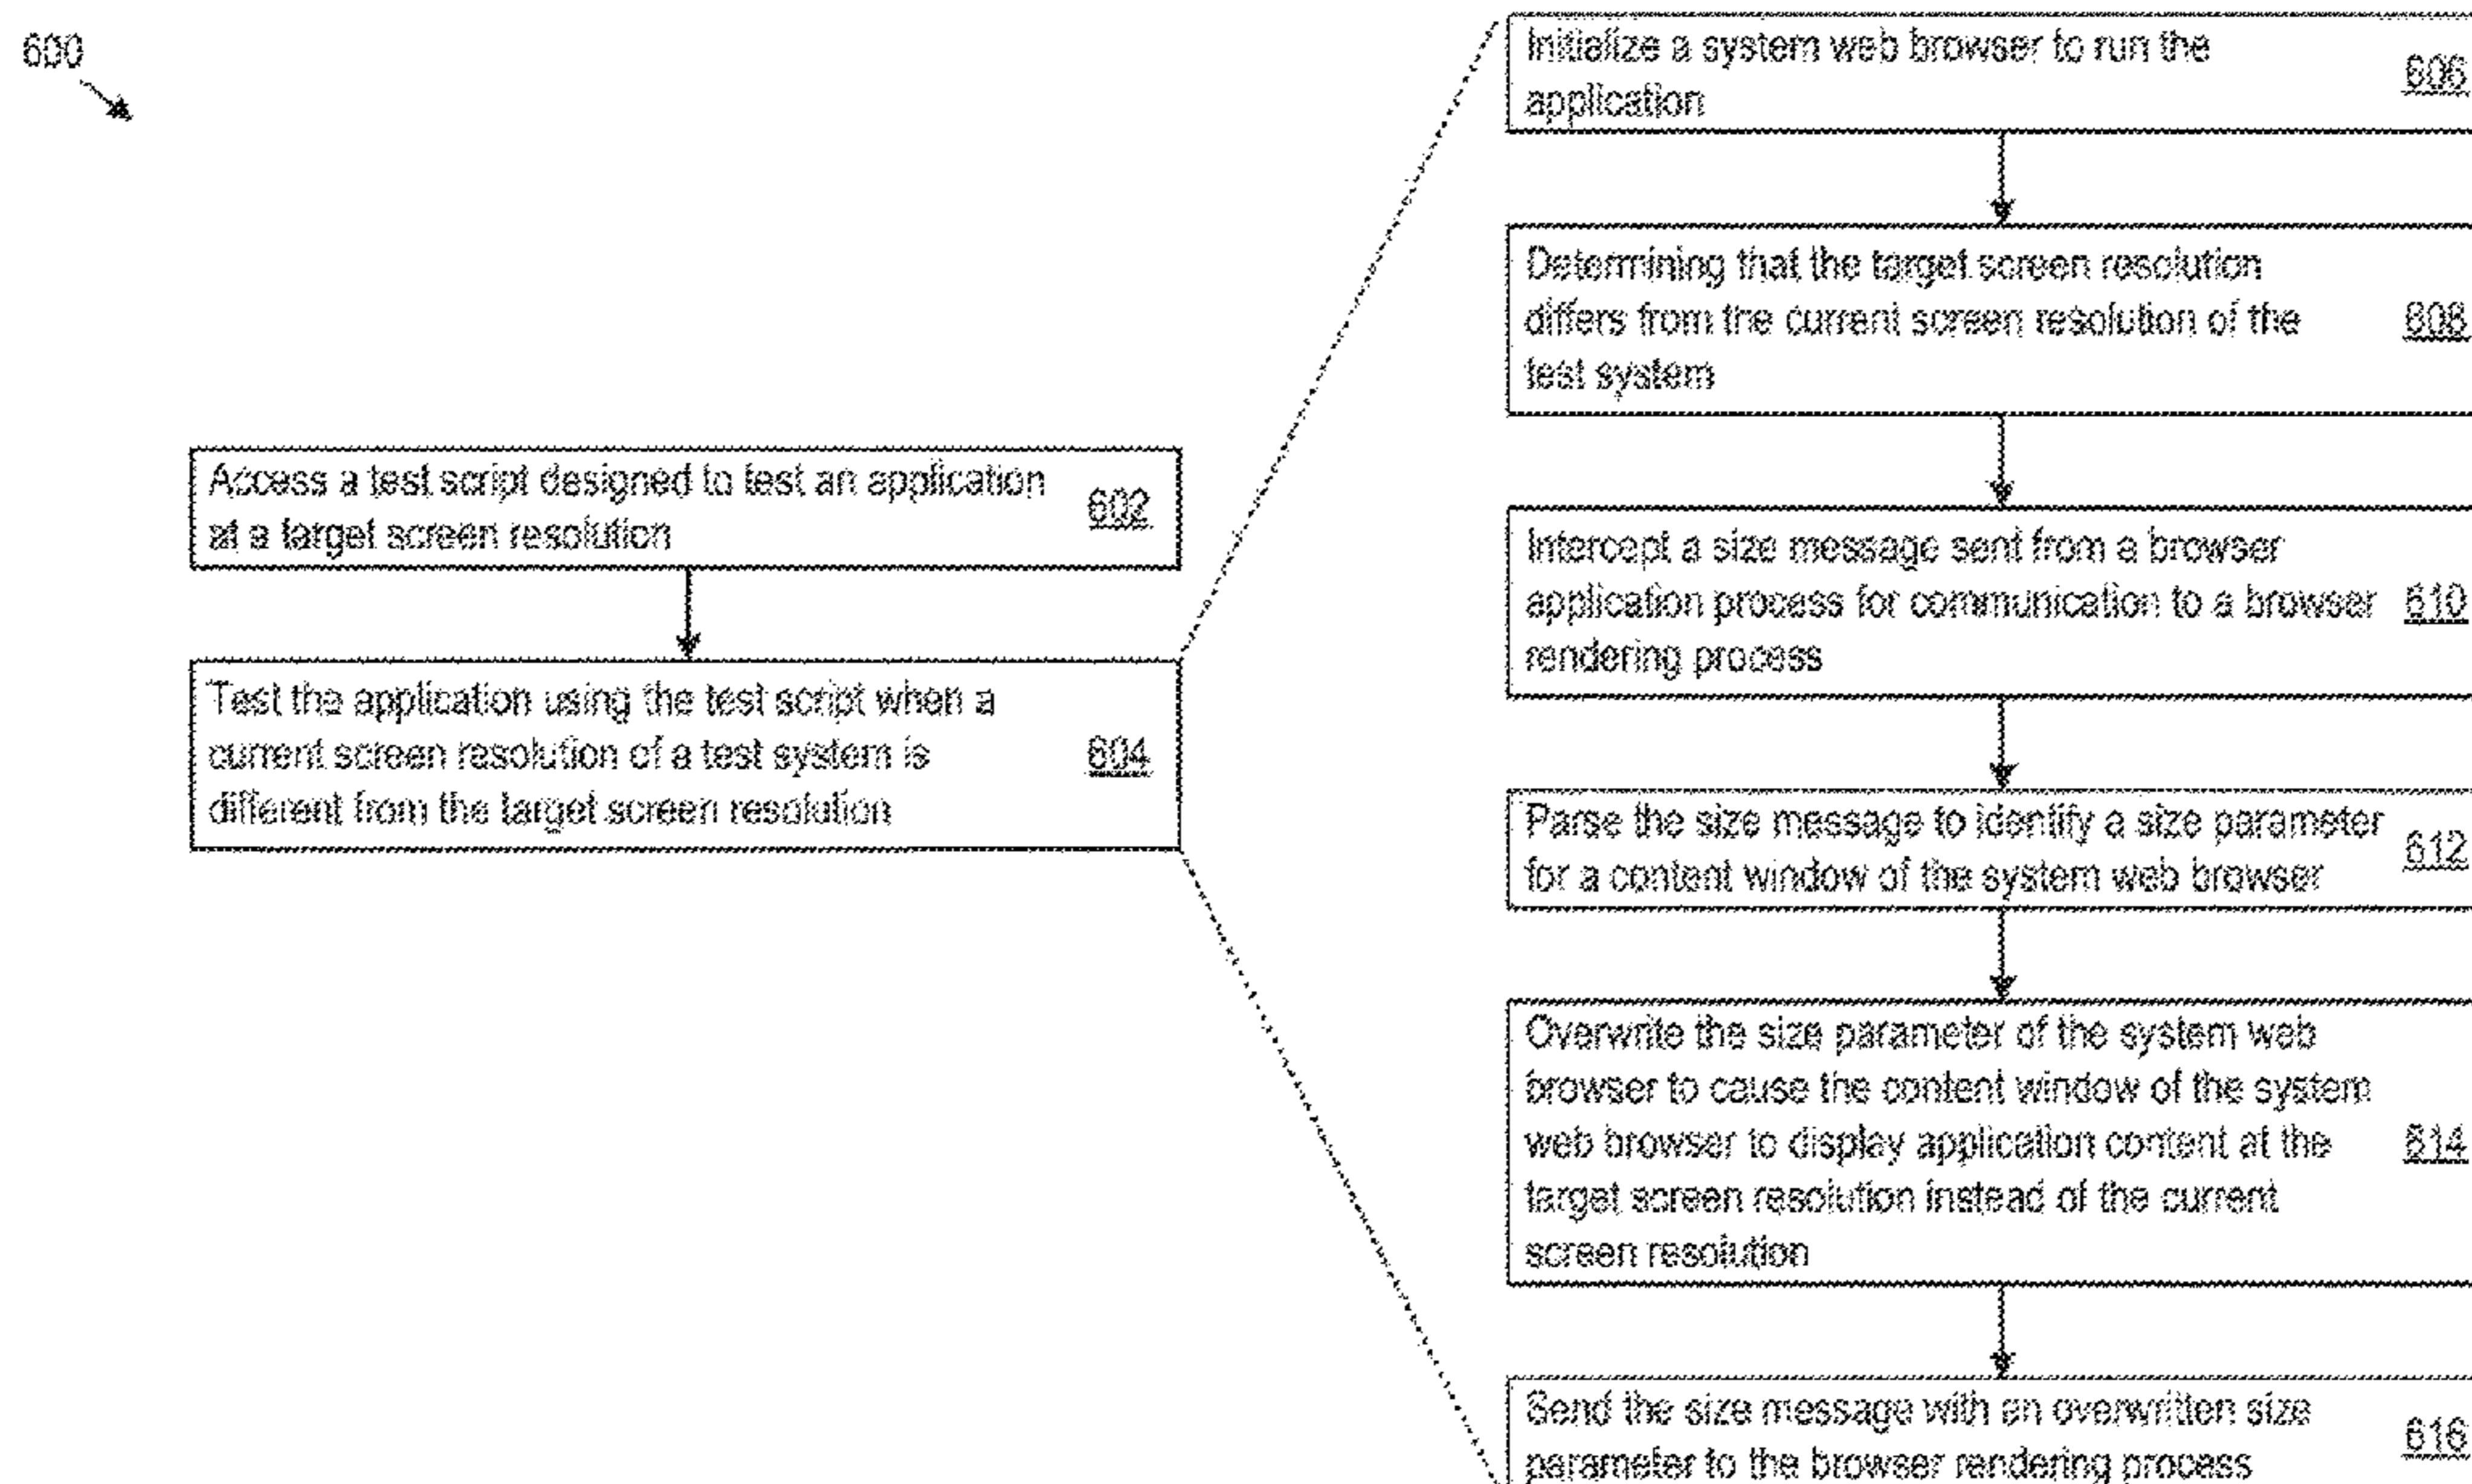 600
Access a test script designed to test an application
at a target screen resolution
602
Test the application using the test script when a
current screen resolution of a test system is
different from the target screen resolution
604
Initialize a system web browser to run the
application
606
Determining that the target screen resolution
differs from the current screen resolution of the
test system
608
Intercept a size message sent from a browser
application process for communication to a browser
rendering process
610
Parse the size message to identify a size parameter
for a content window of the system web browser
612
Overwrite the size parameter of the system web
browser to cause the content window of the system
web browser to display application content at the
target screen resolution instead of the current
screen resolution
614
Send the size message with an overwritten size
parameter to the browser rendering process
616